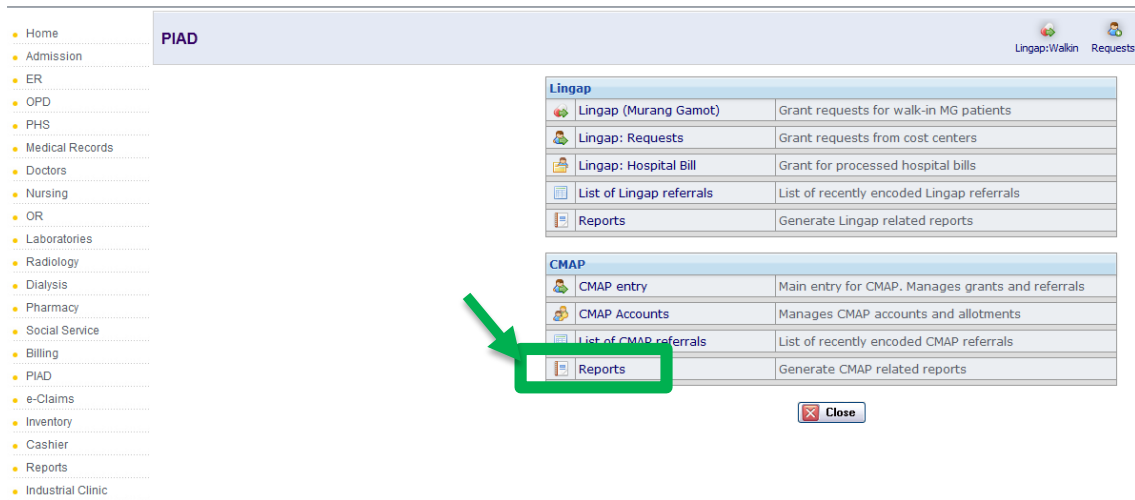 Home
Admission
ER
OPD
PHS
Medical Records
Doctors
Nursing
OR
Laboratories
Radiology
Dialysis
Pharmacy
Social Service
Billing
PIAD
e-Claims
Inventory
Cashier
Reports
Industrial Clinic
PIAD
Lingap:Walkin Requests
Lingap
Lingap (Murang Gamot) Grant requests for walk-in MG patients
Lingap: Requests Grant requests from cost centers
Lingap: Hospital Bill Grant for processed hospital bills
List of Lingap referrals List of recently encoded Lingap referrals
Reports Generate Lingap related reports
CMAP
CMAP entry Main entry for CMAP. Manages grants and referrals
CMAP Accounts Manages CMAP accounts and allotments
List of CMAP referrals List of recently encoded CMAP referrals
Reports Generate CMAP related reports
Close